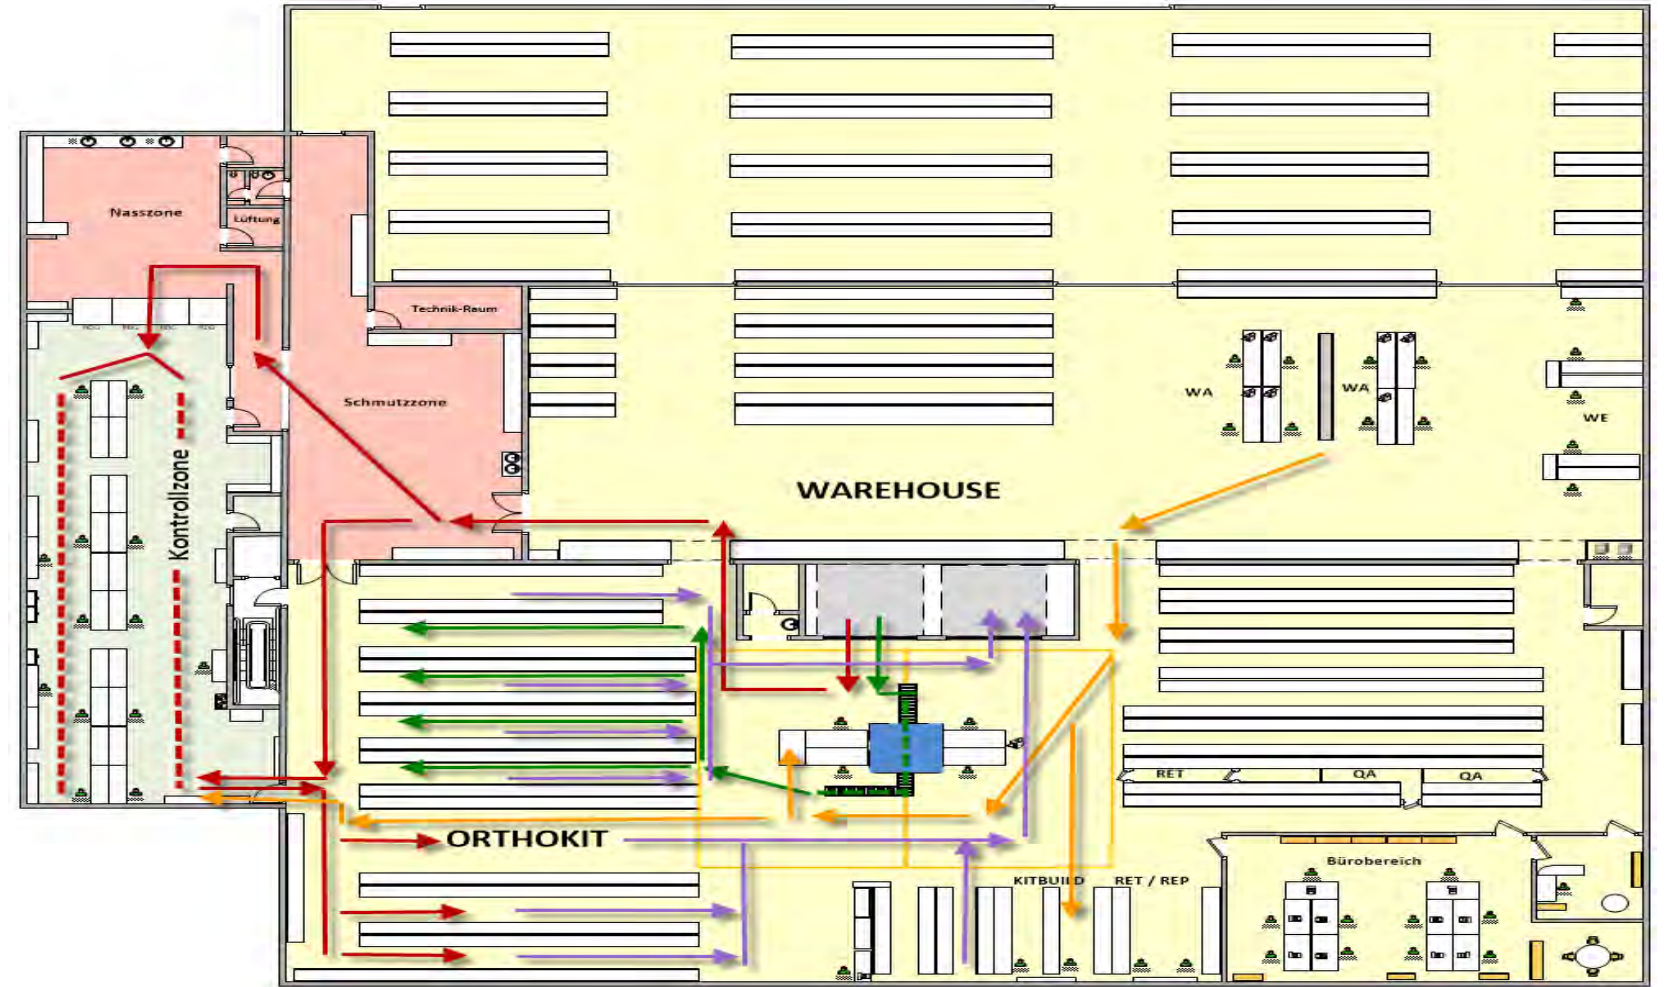 Nasszone
Lüftung
Technik-Raum
Schmutzzone
WA
WA
WE
Kontrollzone
WAREHOUSE
RET
QA
QA
ORTHOKIT
KITBUILD
RET / REP
Bürobereich